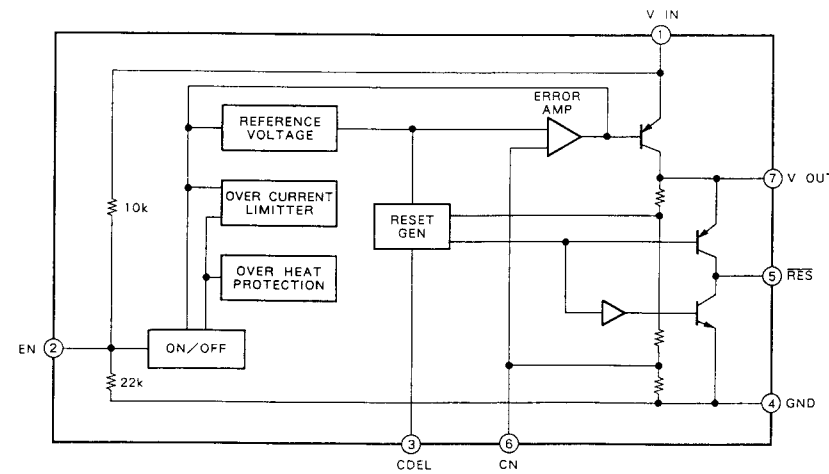 V IN
1
ERROR
AMP
REFERENCE
VOLTAGE
7
V OUT
10k
OVER CURRENT
LIMITTER
RESET
GEN
OVER HEAT
PROTECTION
5
RES
EN
2
ON/OFF
22k
4
GND
3
6
CDEL
CN